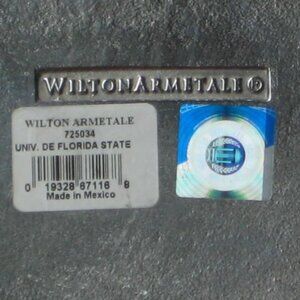 WILTONARMETALE®
WILTON ARMETALE
725034
UNIV. DE FLORIDA STATE
0 19328 87116 8
Made in Mexico